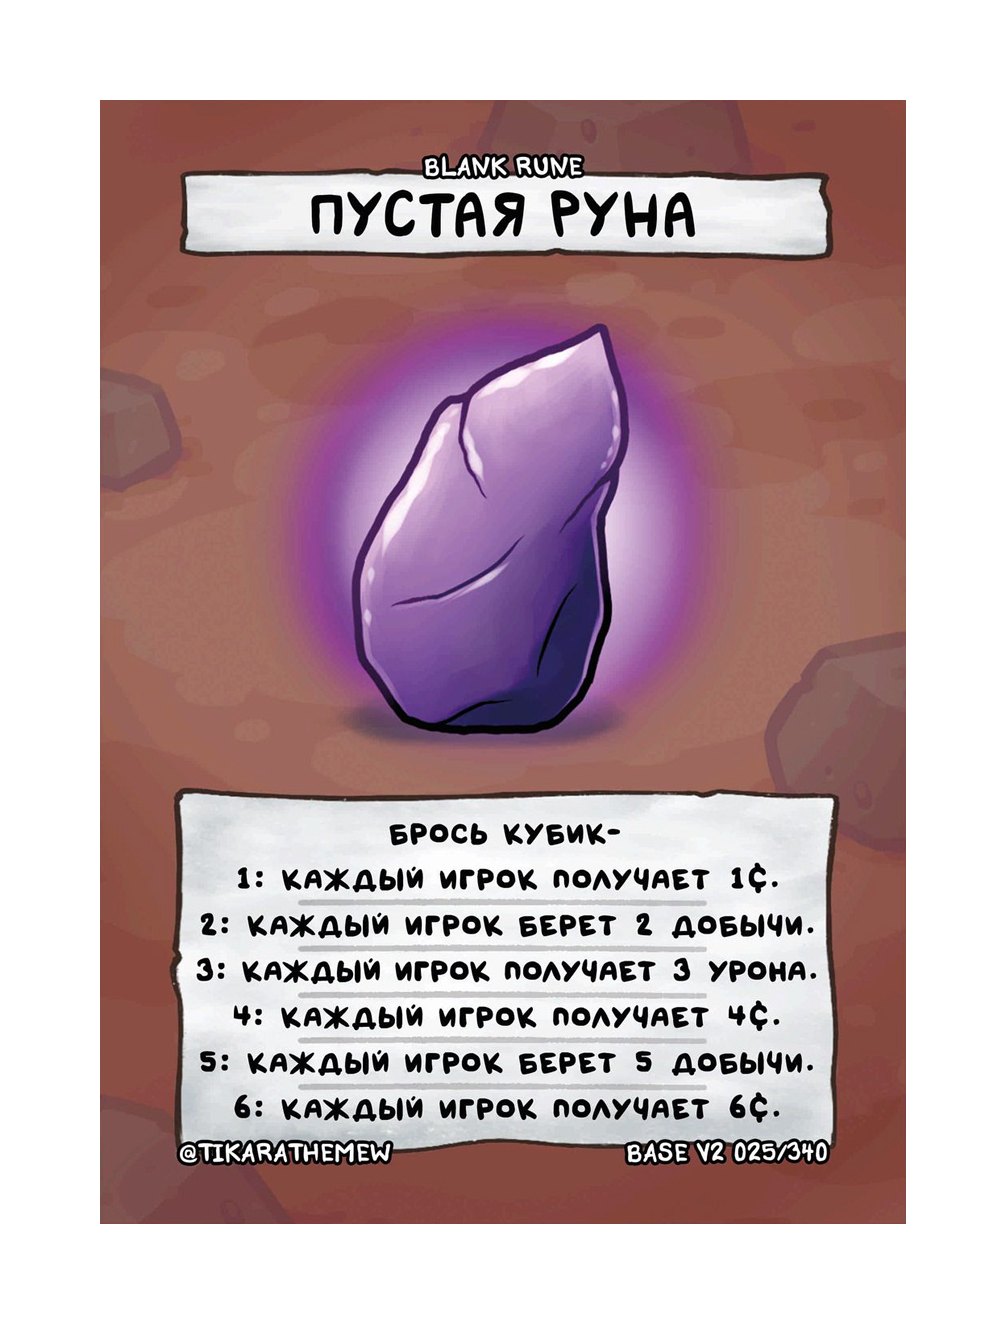 BLANK RUNE
ПУСТАЯ РУНА
БРОСЬ КУБИК-
1: КАЖДЫЙ ИГРОК ПОЛУЧАЕТ 1¢.
2: КАЖДЫЙ ИГРОК БЕРЕТ 2 ДОБЫЧИ.
3: КАЖДЫЙ ИГРОК ПОЛУЧАЕТ 3 УРОНА.
4: КАЖДЫЙ ИГРОК ПОЛУЧАЕТ 4¢.
5: КАЖДЫЙ ИГРОК БЕРЕТ 5 ДОБЫЧИ.
6: КАЖДЫЙ ИГРОК ПОЛУЧАЕТ 6¢.
@TIKARATHEMEW BASE V2 025/340